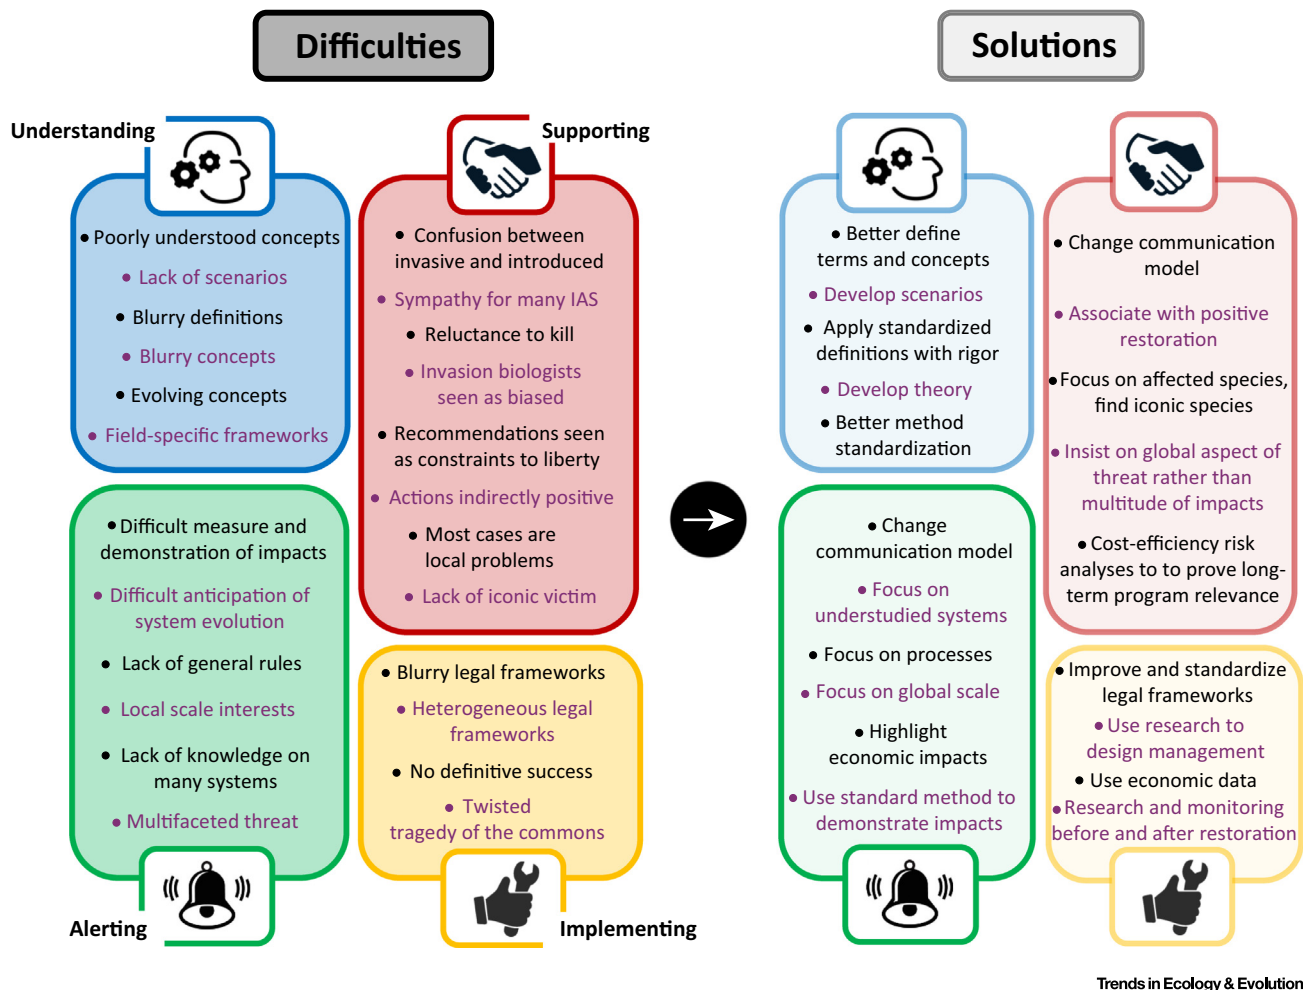 Difficulties
Solutions
Understanding
• Poorly understood concepts
• Lack of scenarios
• Blurry definitions
• Blurry concepts
• Evolving concepts
• Field-specific frameworks
Supporting
• Confusion between
invasive and introduced
• Sympathy for many IAS
• Reluctance to kill
• Invasion biologists
seen as biased
• Recommendations seen
as constraints to liberty
• Actions indirectly positive
• Most cases are
local problems
• Lack of iconic victim
• Difficult measure and
demonstration of impacts
• Difficult anticipation of
system evolution
• Lack of general rules
• Local scale interests
• Lack of knowledge on
many systems
• Multifaceted threat
Alerting
• Blurry legal frameworks
• Heterogeneous legal
frameworks
• No definitive success
• Twisted
tragedy of the commons
Implementing
• Better define
terms and concepts
• Develop scenarios
• Apply standardized
definitions with rigor
• Develop theory
• Better method
standardization
• Change communication
model
• Associate with positive
restoration
• Focus on affected species,
find iconic species
• Insist on global aspect of
threat rather than
multitude of impacts
• Cost-efficiency risk
analyses to to prove long-
term program relevance
• Change
communication model
• Focus on
understudied systems
• Focus on processes
• Focus on global scale
• Highlight
economic impacts
• Use standard method to
demonstrate impacts
• Improve and standardize
legal frameworks
• Use research to
design management
• Use economic data
• Research and monitoring
before and after restoration
Trends in Ecology & Evolution